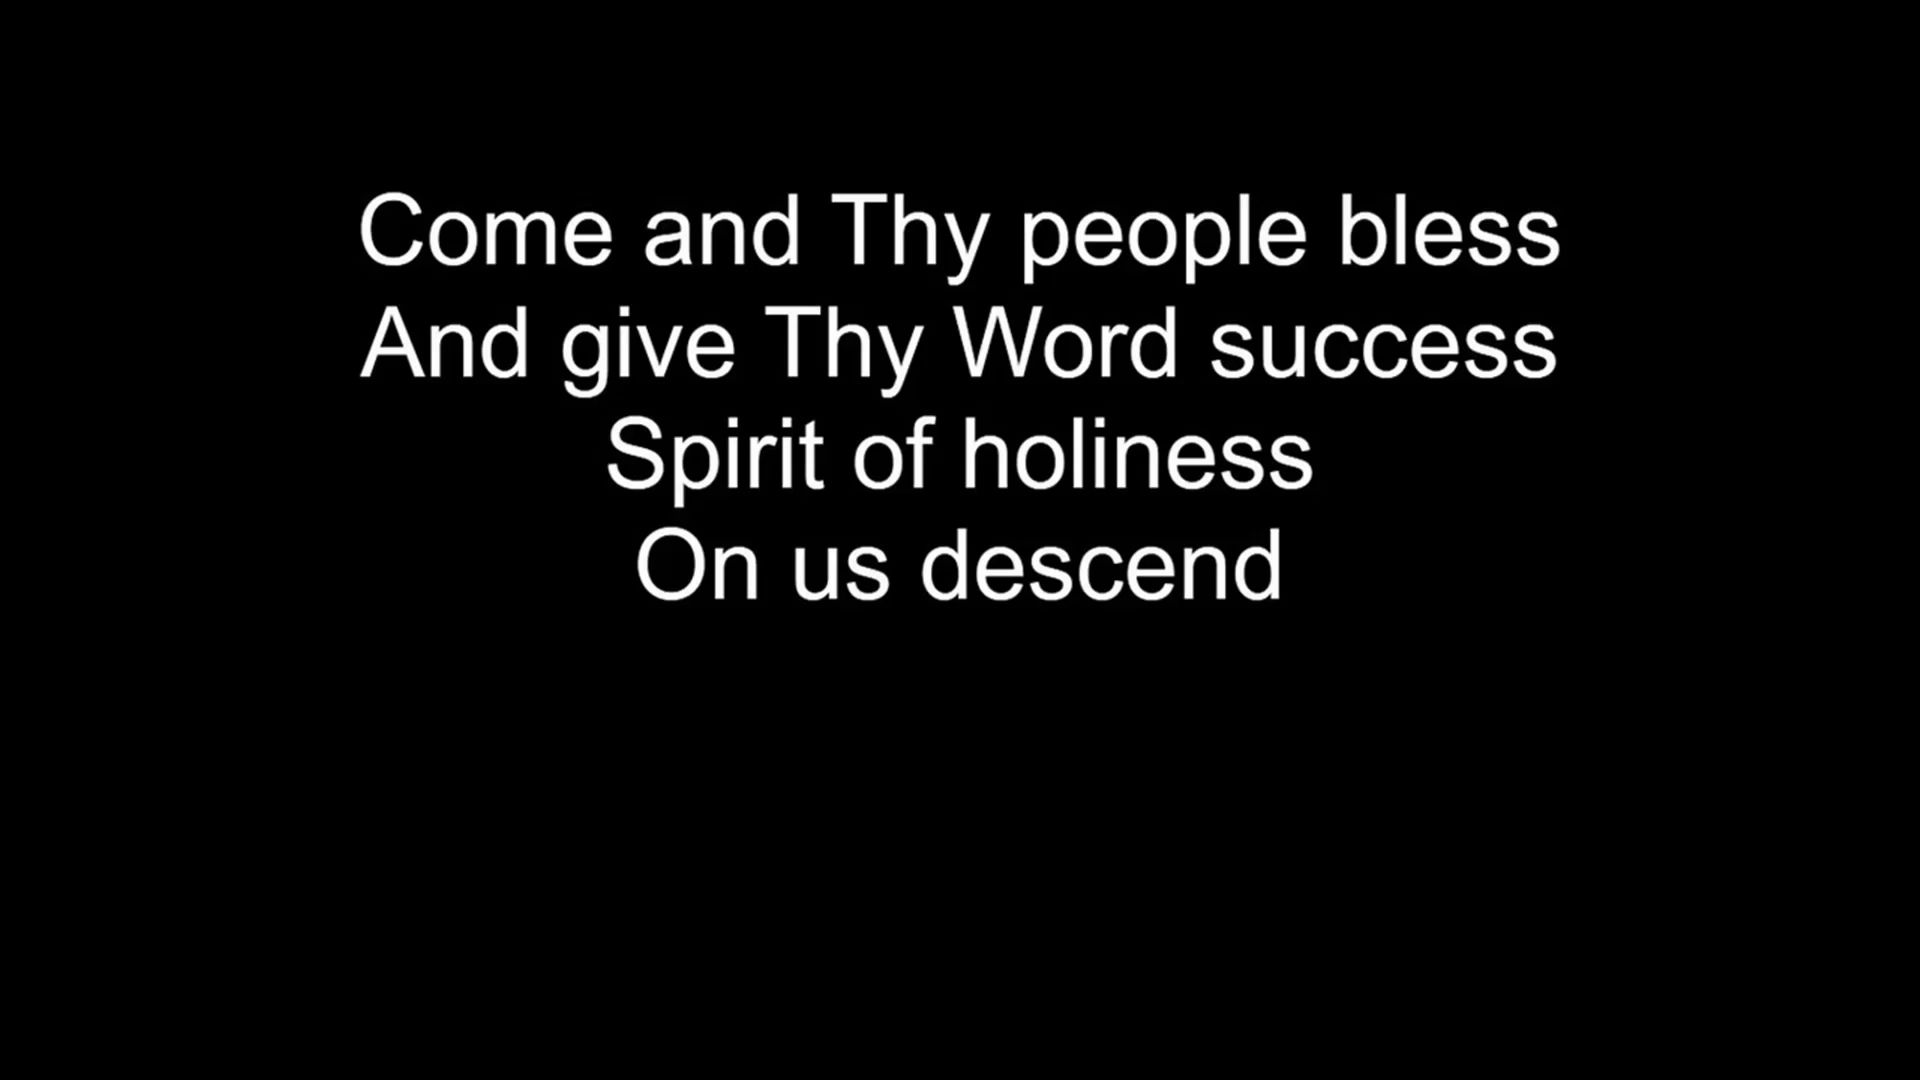 Come and Thy people bless
And give Thy Word success
Spirit of holiness
On us descend